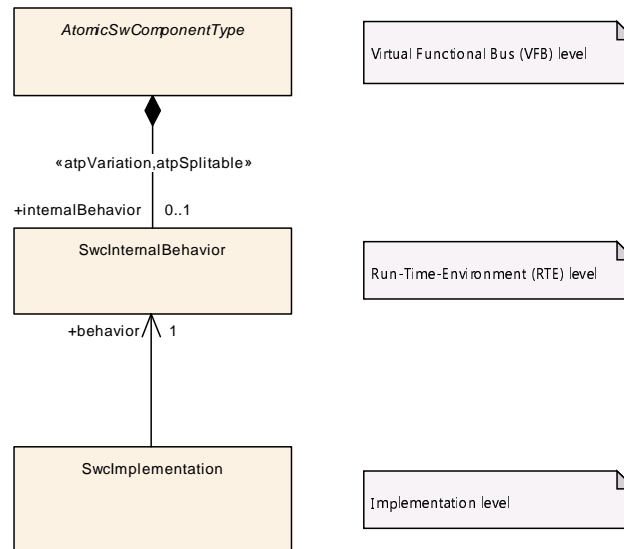 AtomicSwComponentType
Virtual Functional Bus (VFB) level
«atpVariation,atpSplitable»
+internalBehavior 0..1
SwcInternalBehavior
Run-Time-Environment (RTE) level
+behavior 1
SwcImplementation
Implementation level